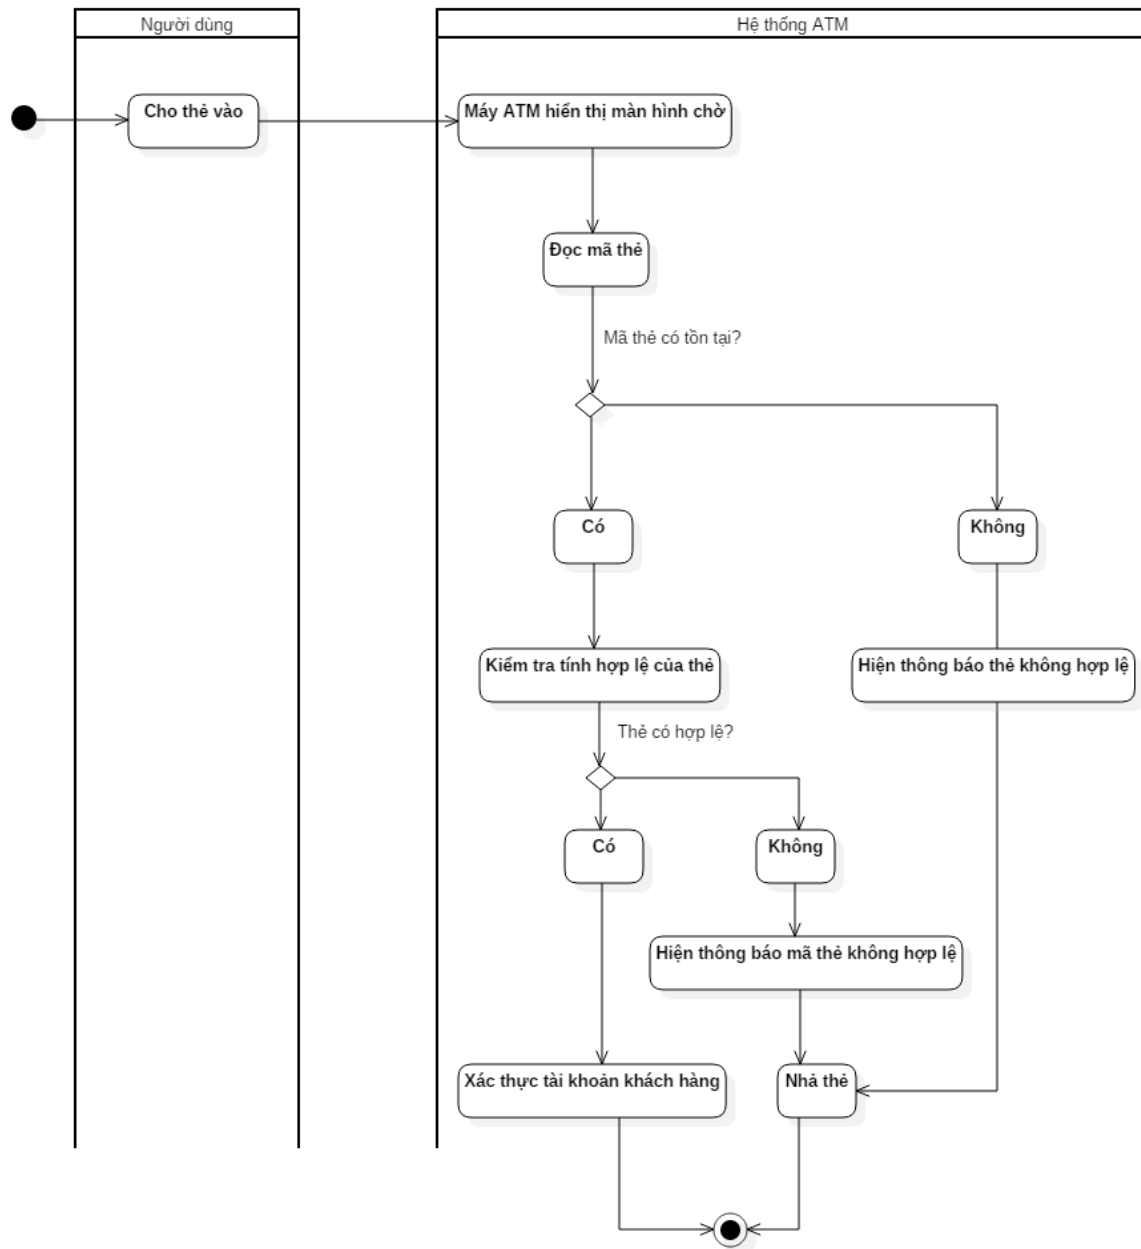 Người dùng
Hệ thống ATM
Cho thẻ vào
Máy ATM hiển thị màn hình chờ
Đọc mã thẻ
Mã thẻ có tồn tại?
Có
Không
Kiểm tra tính hợp lệ của thẻ
Hiện thông báo thẻ không hợp lệ
Thẻ có hợp lệ?
Có
Không
Hiện thông báo mã thẻ không hợp lệ
Xác thực tài khoản khách hàng
Nhả thẻ